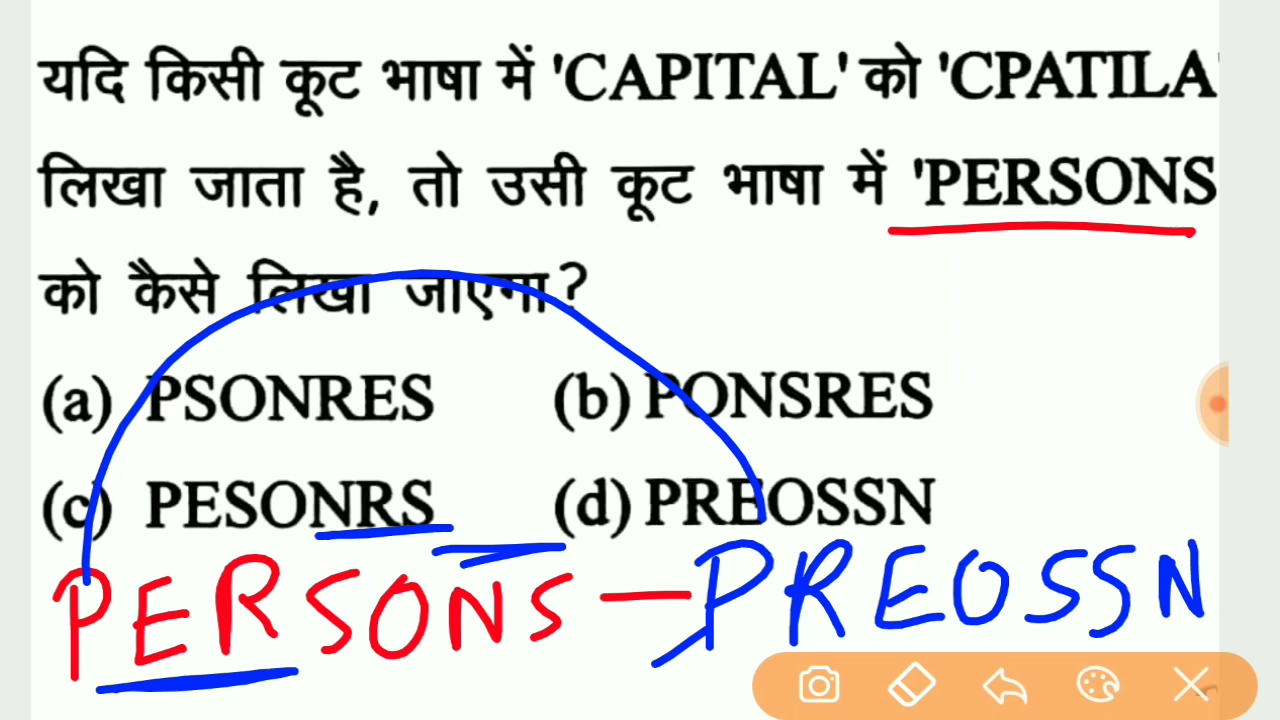 यदि किसी कूट भाषा में 'CAPITAL' को 'CPATILA'
लिखा जाता है, तो उसी कूट भाषा में 'PERSONS
को कैसे लिखा जाएगा?
(a) PSONRES (b) PONSRES
(c) PESONRS (d) PREOSSN
PERSONS — PREOSSN